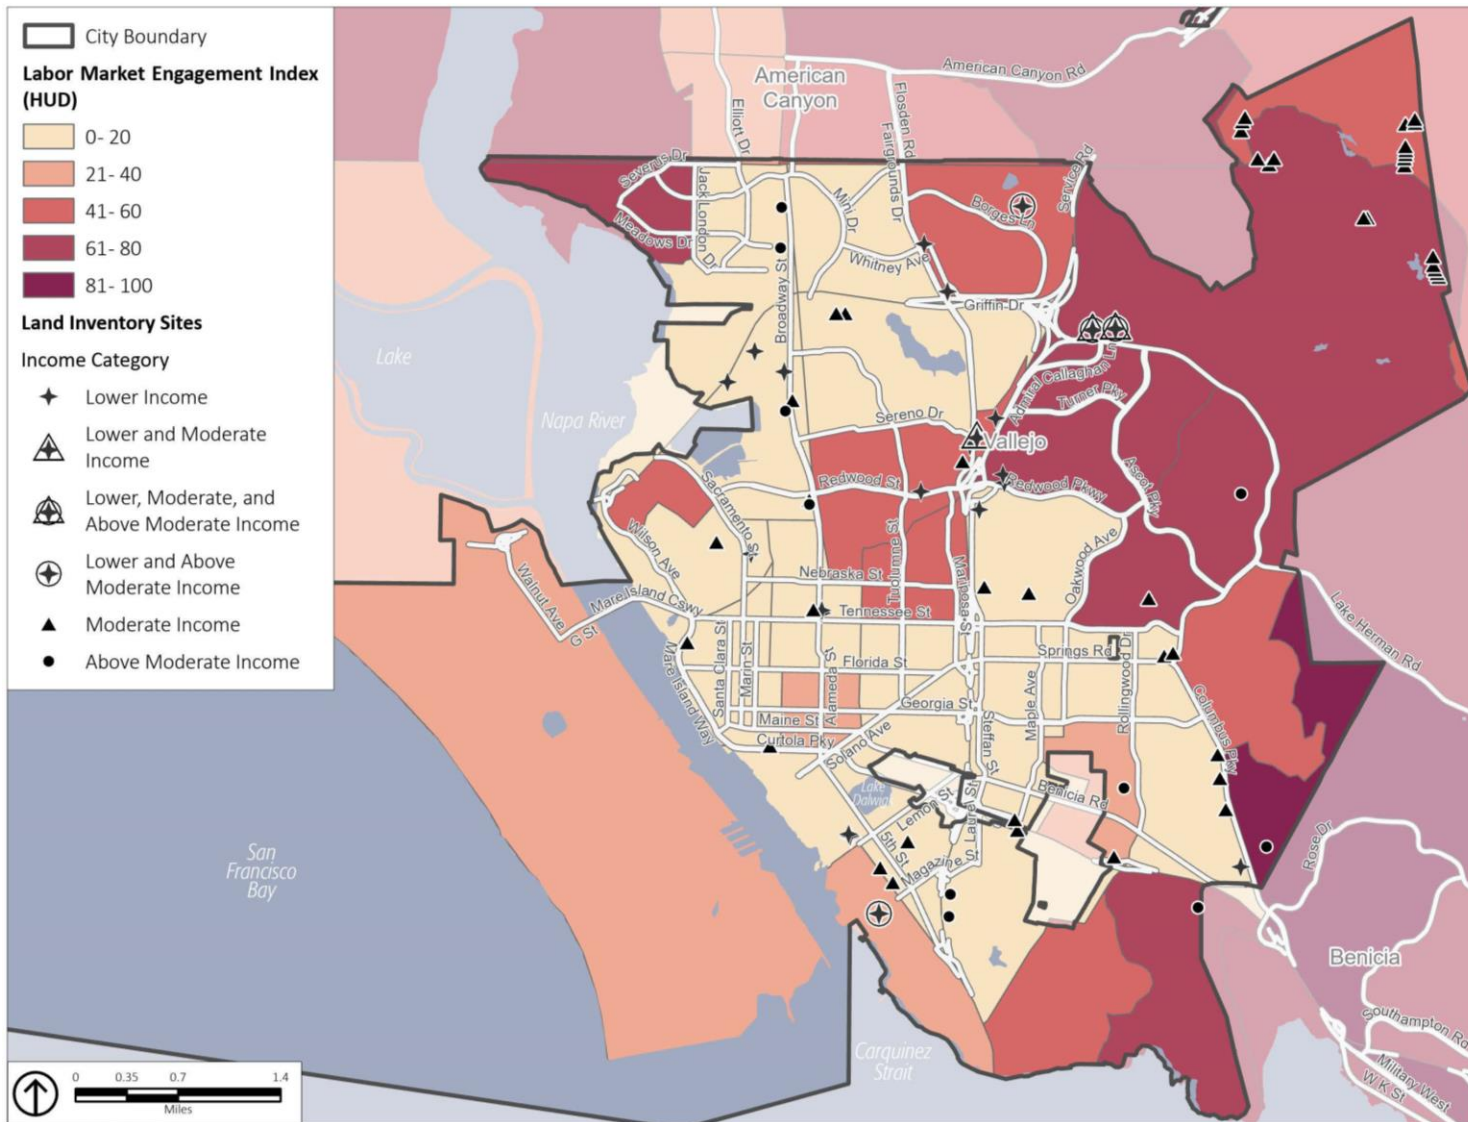 City Boundary
Labor Market Engagement Index
(HUD)
0- 20
21- 40
41- 60
61- 80
81- 100
Land Inventory Sites
Income Category
Lower Income
Lower and Moderate
Income
Lower, Moderate, and
Above Moderate Income
Lower and Above
Moderate Income
Moderate Income
Above Moderate Income
American
Canyon
American Canyon Rd
Elliott Dr
Flosden Rd
Fairgrounds Dr
Service Rd
Severus Dr
Jack London Dr
Meadows Dr
Mini Dr
Borges Ln
Whitney Ave
Broadway St
Griffin Dr
Lake
Napa River
Admiral Callaghan Ln
Turner Pky
Sereno Dr
Vallejo
Ascot Pky
Redwood St
Redwood Pkwy
Sacramento St
Wilson Ave
Walnut Ave
G St
Mare Island Cswy
Nebraska St
Tuolumne St
Mariposa St
Oakwood Ave
Tennessee St
Lake Herman Rd
Santa Clara St
Marin St
Florida St
Alameda St
Springs Rd
Rollingwood Dr
Maple Ave
Mare Island Way
Georgia St
Maine St
Curtola Pky
Solano Ave
Steffan St
Columbus Pky
Lake
Dalwigk
Lemon St
Laurel St
Benicia Rd
5th St
Magazine St
Rose Dr
San
Francisco
Bay
Benicia
Southampton Rd
Carquinez
Strait
Military West
W K St
0
0.35
0.7
1.4
Miles